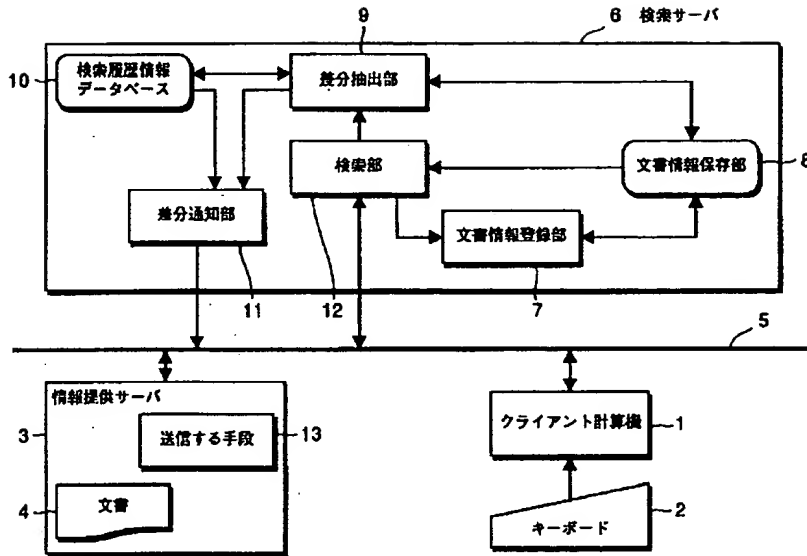 9
6 検索サーバ
10
検索履歴情報
データベース
差分抽出部
検索部
文書情報保存部
8
差分通知部
文書情報登録部
11
12
7
5
情報提供サーバ
3
送信する手段
13
4
文書
クライアント計算機
1
キーボード
2